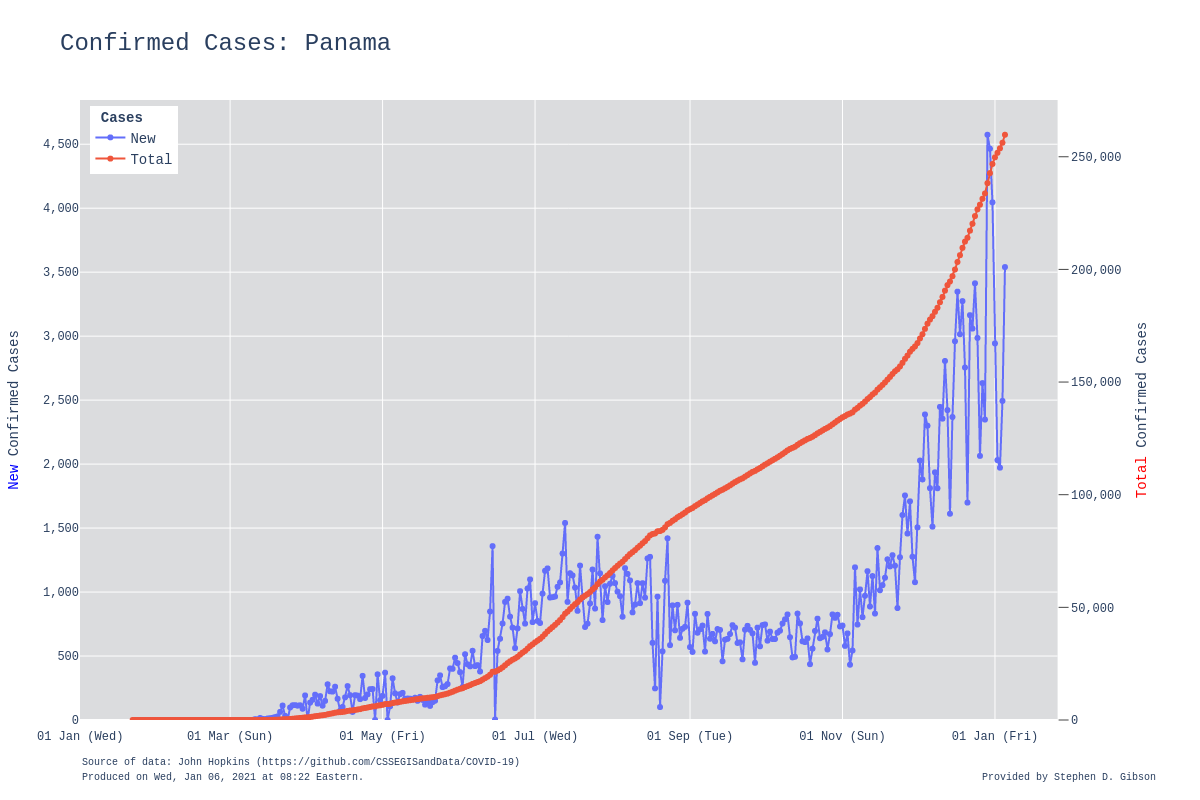 Confirmed Cases: Panama
Cases
New
Total
4,500
4,000
3,500
3,000
2,500
2,000
1,500
1,000
500
0
New Confirmed Cases
250,000
200,000
150,000
100,000
50,000
0
Total Confirmed Cases
01 Jan (Wed) 01 Mar (Sun) 01 May (Fri) 01 Jul (Wed) 01 Sep (Tue) 01 Nov (Sun) 01 Jan (Fri)
Source of data: John Hopkins (https://github.com/CSSEGISandData/COVID-19)
Produced on Wed, Jan 06, 2021 at 08:22 Eastern.
Provided by Stephen D. Gibson